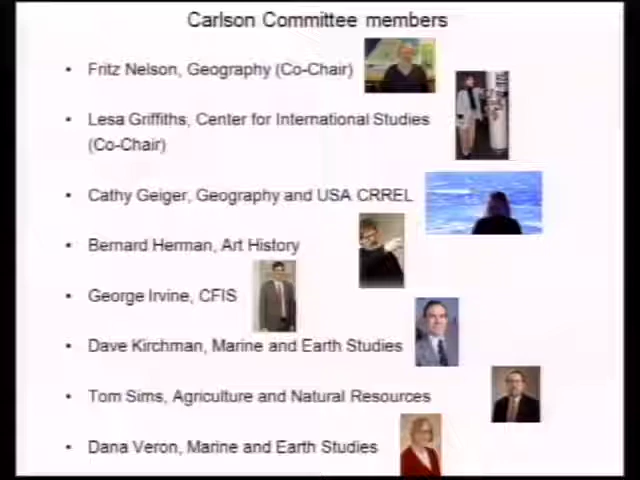 Carlson Committee members
• Fritz Nelson, Geography (Co-Chair)
• Lesa Griffiths, Center for International Studies
(Co-Chair)
• Cathy Geiger, Geography and USA CRREL
• Bernard Herman, Art History
• George Irvine, CFIS
• Dave Kirchman, Marine and Earth Studies
• Tom Sims, Agriculture and Natural Resources
• Dana Veron, Marine and Earth Studies